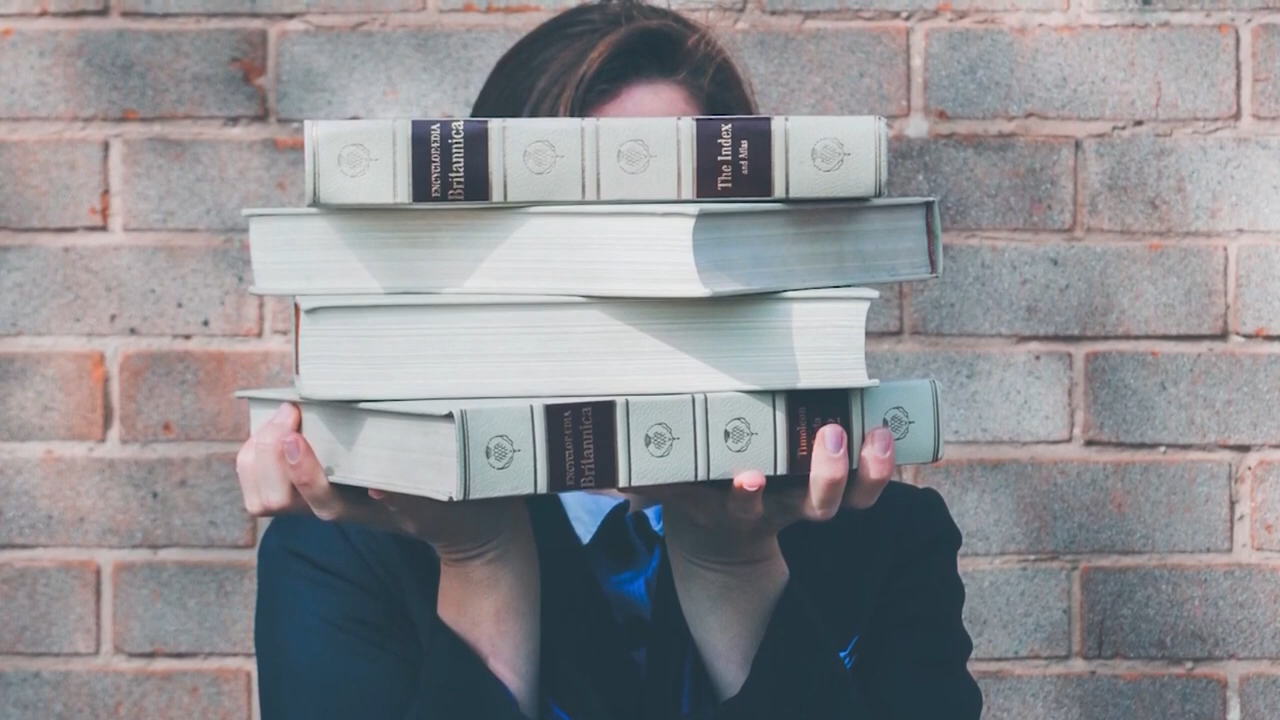 ENCYCLOPÆDIA
Britannica
The Index
and Atlas
ENCYCLOPÆDIA
Britannica
Timoleon